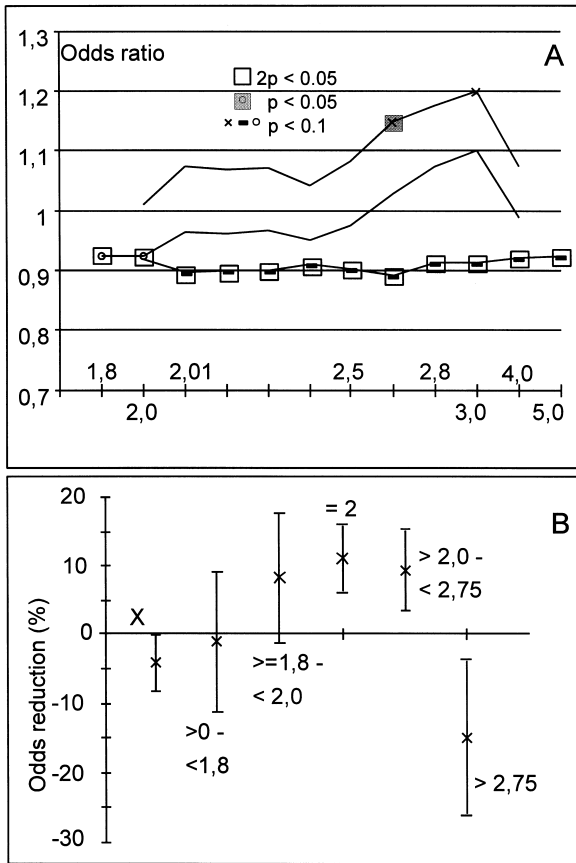 1,3
Odds ratio
A
2p < 0.05
p < 0.05
p < 0.1
1,2
1,1
1
0,9
0,8
0,7
1,8 2,01 2,5 2,8 4,0
2,0 3,0 5,0
B
Odds reduction (%)
20
10
0
-10
-20
-30
X
>0 -
<1,8
>=1,8 -
< 2,0
= 2
> 2,0 -
< 2,75
> 2,75